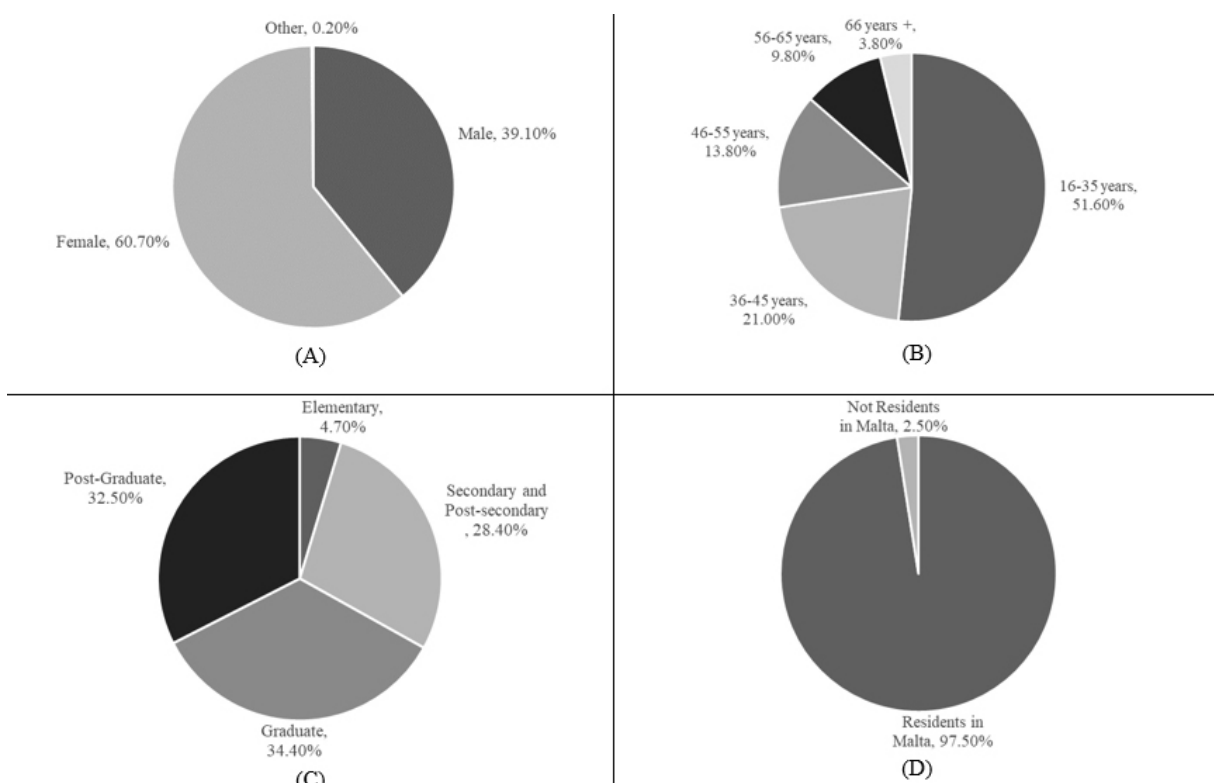 Other, 0.20%
Male, 39.10%
Female, 60.70%
(A)
66 years +,
3.80%
56-65 years,
9.80%
46-55 years,
13.80%
16-35 years,
51.60%
36-45 years,
21.00%
(B)
Elementary,
4.70%
Post-Graduate,
32.50%
Secondary and
Post-secondary
, 28.40%
Graduate,
34.40%
(C)
Not Residents
in Malta, 2.50%
Residents in
Malta, 97.50%
(D)